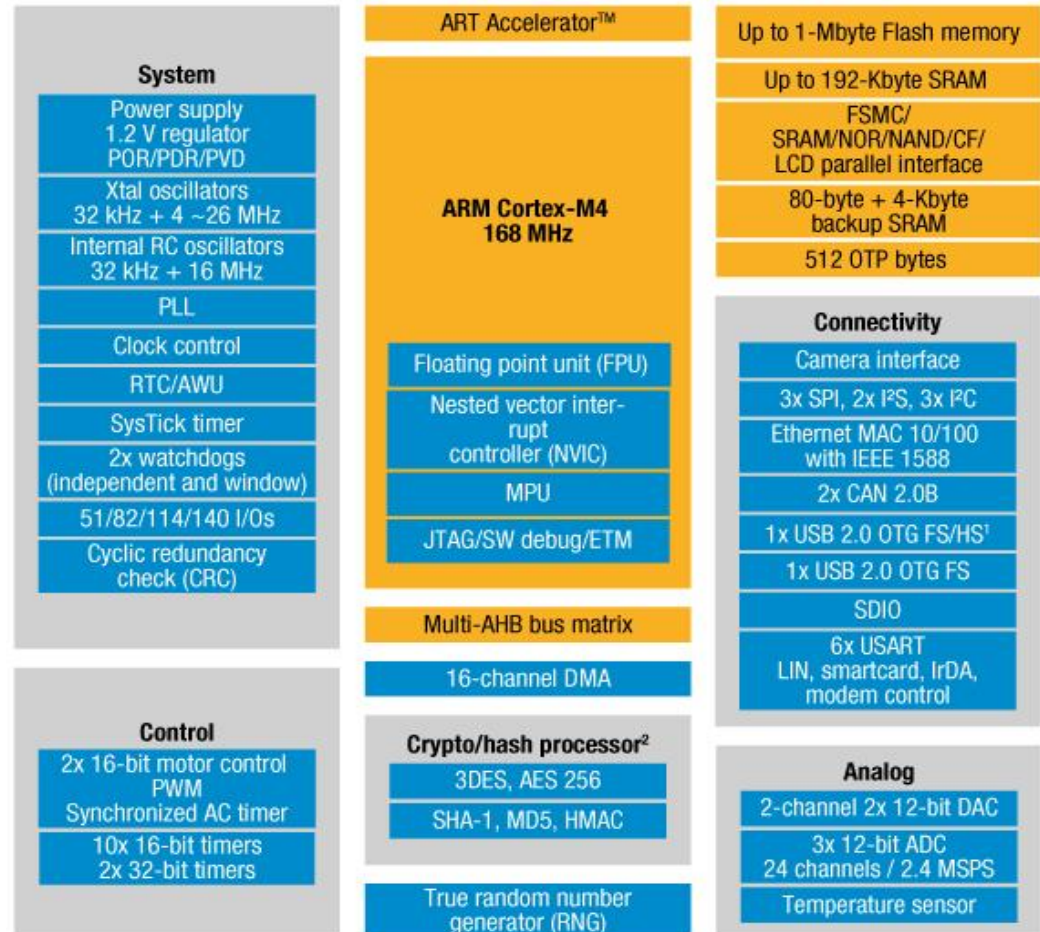 System
Power supply
1.2 V regulator
POR/PDR/PVD
Xtal oscillators
32 kHz + 4 ~26 MHz
Internal RC oscillators
32 kHz + 16 MHz
PLL
Clock control
RTC/AWU
SysTick timer
2x watchdogs
(independent and window)
51/82/114/140 I/Os
Cyclic redundancy
check (CRC)
Control
2x 16-bit motor control
PWM
Synchronized AC timer
10x 16-bit timers
2x 32-bit timers
ART Accelerator™
ARM Cortex-M4
168 MHz
Floating point unit (FPU)
Nested vector inter-
rupt
controller (NVIC)
MPU
JTAG/SW debug/ETM
Multi-AHB bus matrix
16-channel DMA
Crypto/hash processor²
3DES, AES 256
SHA-1, MD5, HMAC
True random number
generator (RNG)
Up to 1-Mbyte Flash memory
Up to 192-Kbyte SRAM
FSMC/
SRAM/NOR/NAND/CF/
LCD parallel interface
80-byte + 4-Kbyte
backup SRAM
512 OTP bytes
Connectivity
Camera interface
3x SPI, 2x I²S, 3x I²C
Ethernet MAC 10/100
with IEEE 1588
2x CAN 2.0B
1x USB 2.0 OTG FS/HS¹
1x USB 2.0 OTG FS
SDIO
6x USART
LIN, smartcard, IrDA,
modem control
Analog
2-channel 2x 12-bit DAC
3x 12-bit ADC
24 channels / 2.4 MSPS
Temperature sensor